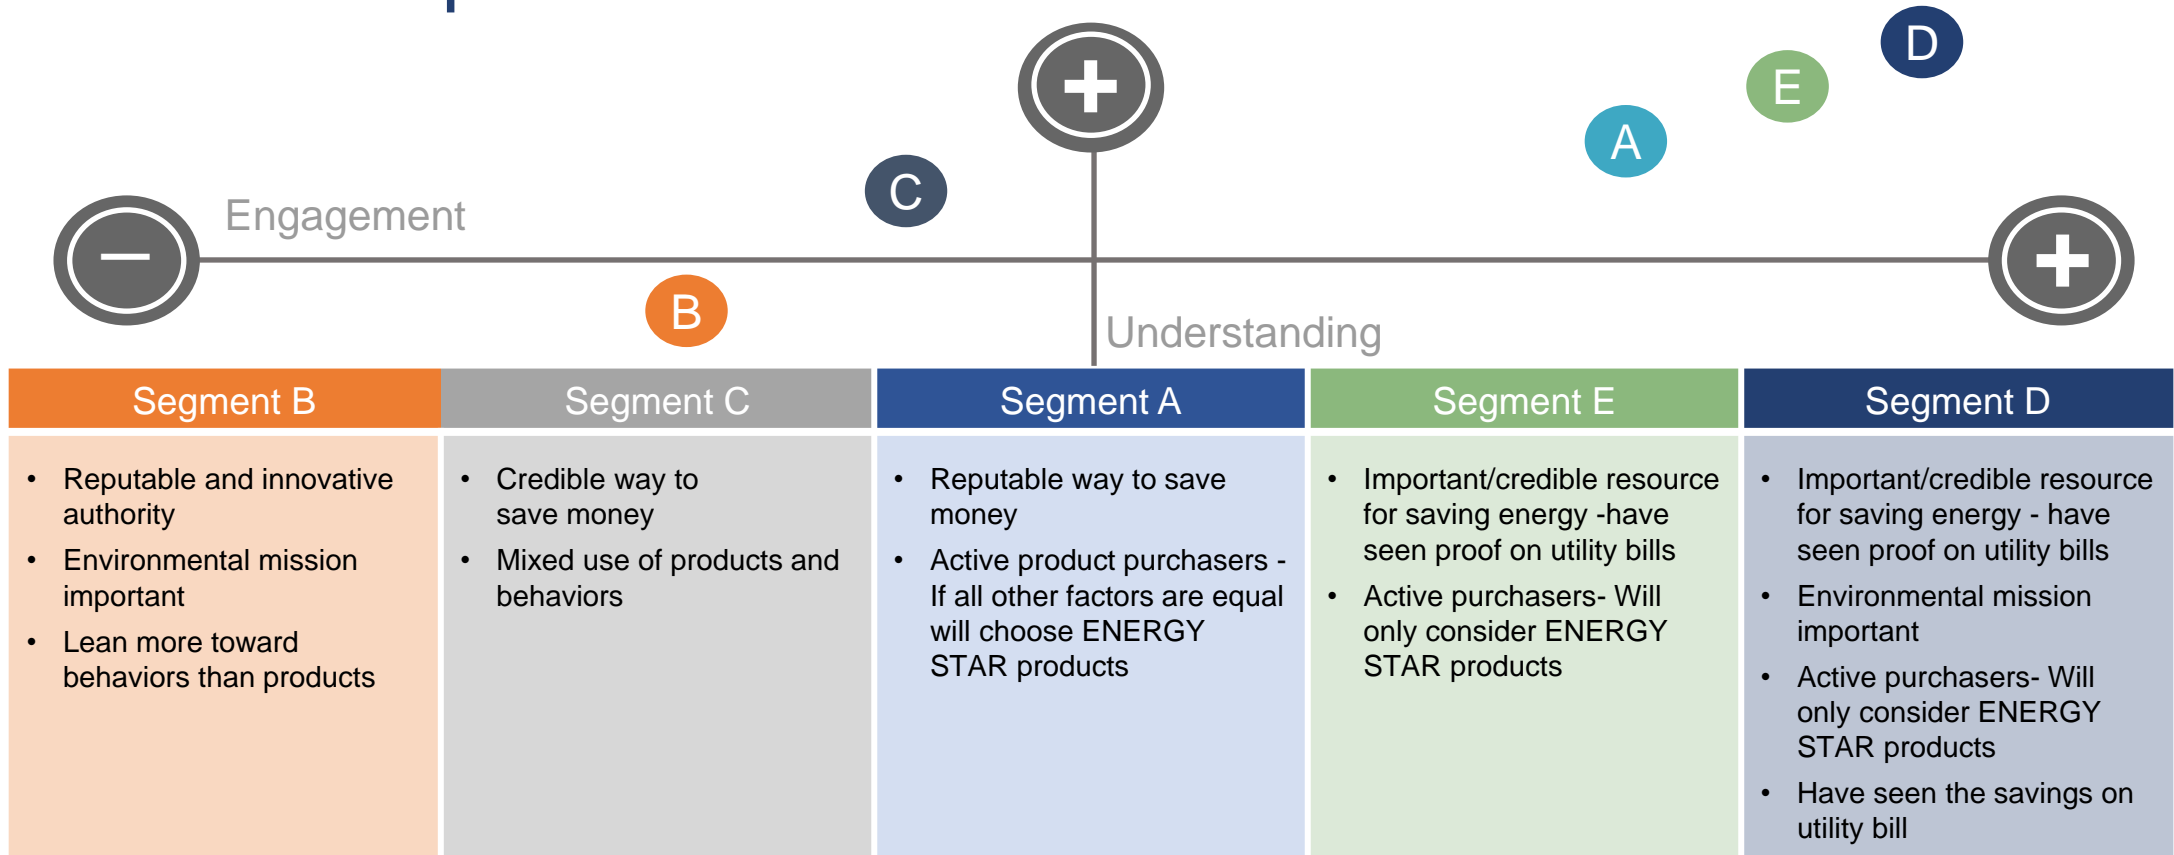 D
E
A
C
Engagement
B
Understanding
Segment B
Segment C
Segment A
Segment E
Segment D
• Reputable and innovative
authority
• Environmental mission
important
• Lean more toward
behaviors than products
• Credible way to
save money
• Mixed use of products and
behaviors
• Reputable way to save
money
• Active product purchasers -
If all other factors are equal
will choose ENERGY
STAR products
• Important/credible resource
for saving energy -have
seen proof on utility bills
• Active purchasers- Will
only consider ENERGY
STAR products
• Important/credible resource
for saving energy - have
seen proof on utility bills
• Environmental mission
important
• Active purchasers- Will
only consider ENERGY
STAR products
• Have seen the savings on
utility bill